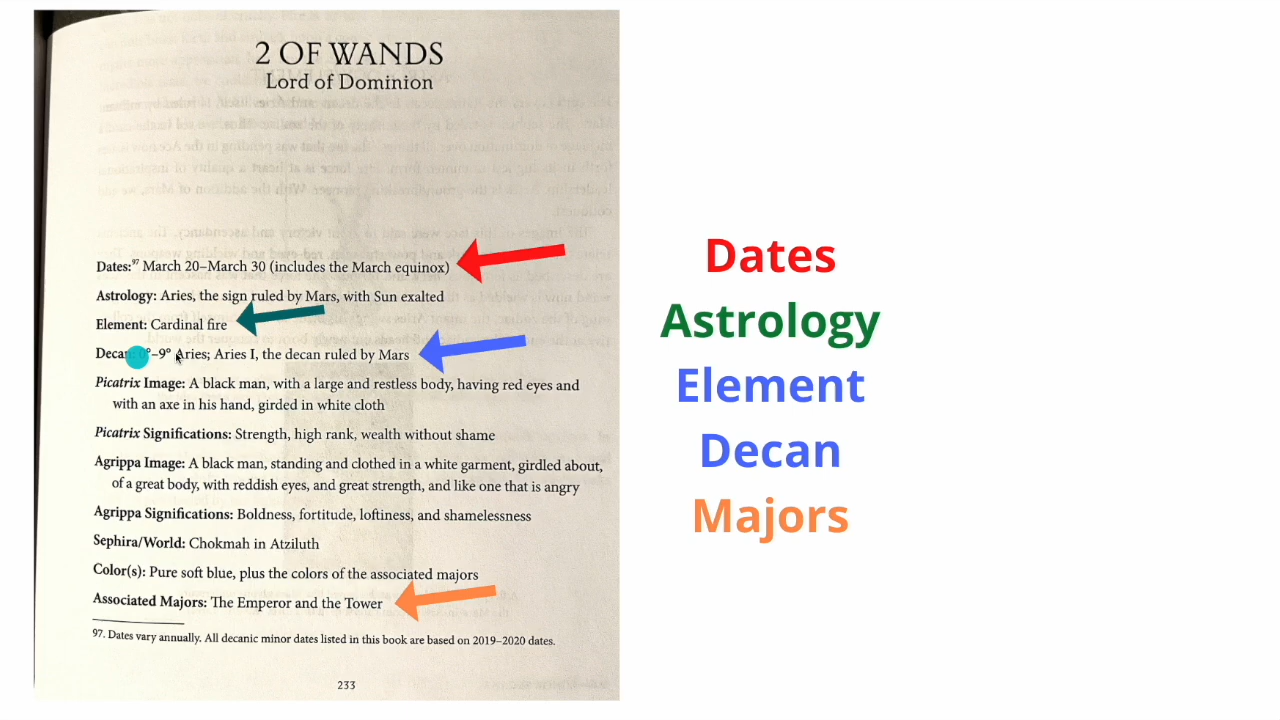 2 OF WANDS
Lord of Dominion
Dates:97 March 20–March 30 (includes the March equinox)
Astrology: Aries, the sign ruled by Mars, with Sun exalted
Element: Cardinal fire
Decan: 0°–9° Aries; Aries I, the decan ruled by Mars
Picatrix Image: A black man, with a large and restless body, having red eyes and
with an axe in his hand, girded in white cloth
Picatrix Significations: Strength, high rank, wealth without shame
Agrippa Image: A black man, standing and clothed in a white garment, girdled about,
of a great body, with reddish eyes, and great strength, and like one that is angry
Agrippa Significations: Boldness, fortitude, loftiness, and shamelessness
Sephira/World: Chokmah in Atziluth
Color(s): Pure soft blue, plus the colors of the associated majors
Associated Majors: The Emperor and the Tower
97. Dates vary annually. All decanic minor dates listed in this book are based on 2019–2020 dates.
233
Dates
Astrology
Element
Decan
Majors